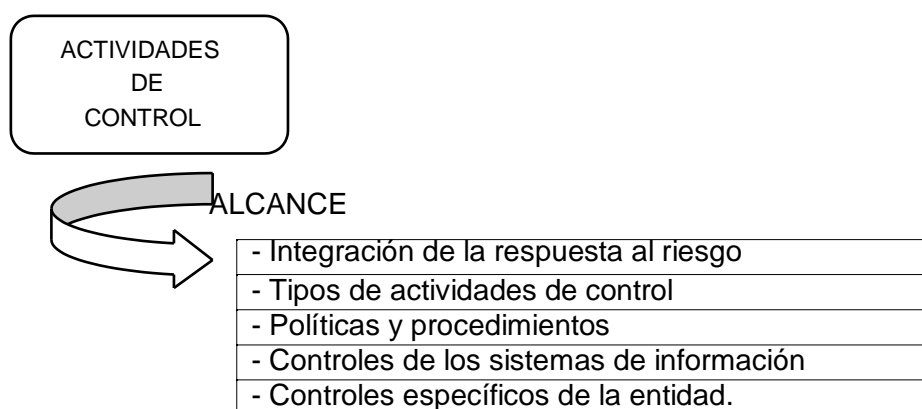 ACTIVIDADES
DE
CONTROL
ALCANCE
- Integración de la respuesta al riesgo
- Tipos de actividades de control
- Políticas y procedimientos
- Controles de los sistemas de información
- Controles específicos de la entidad.